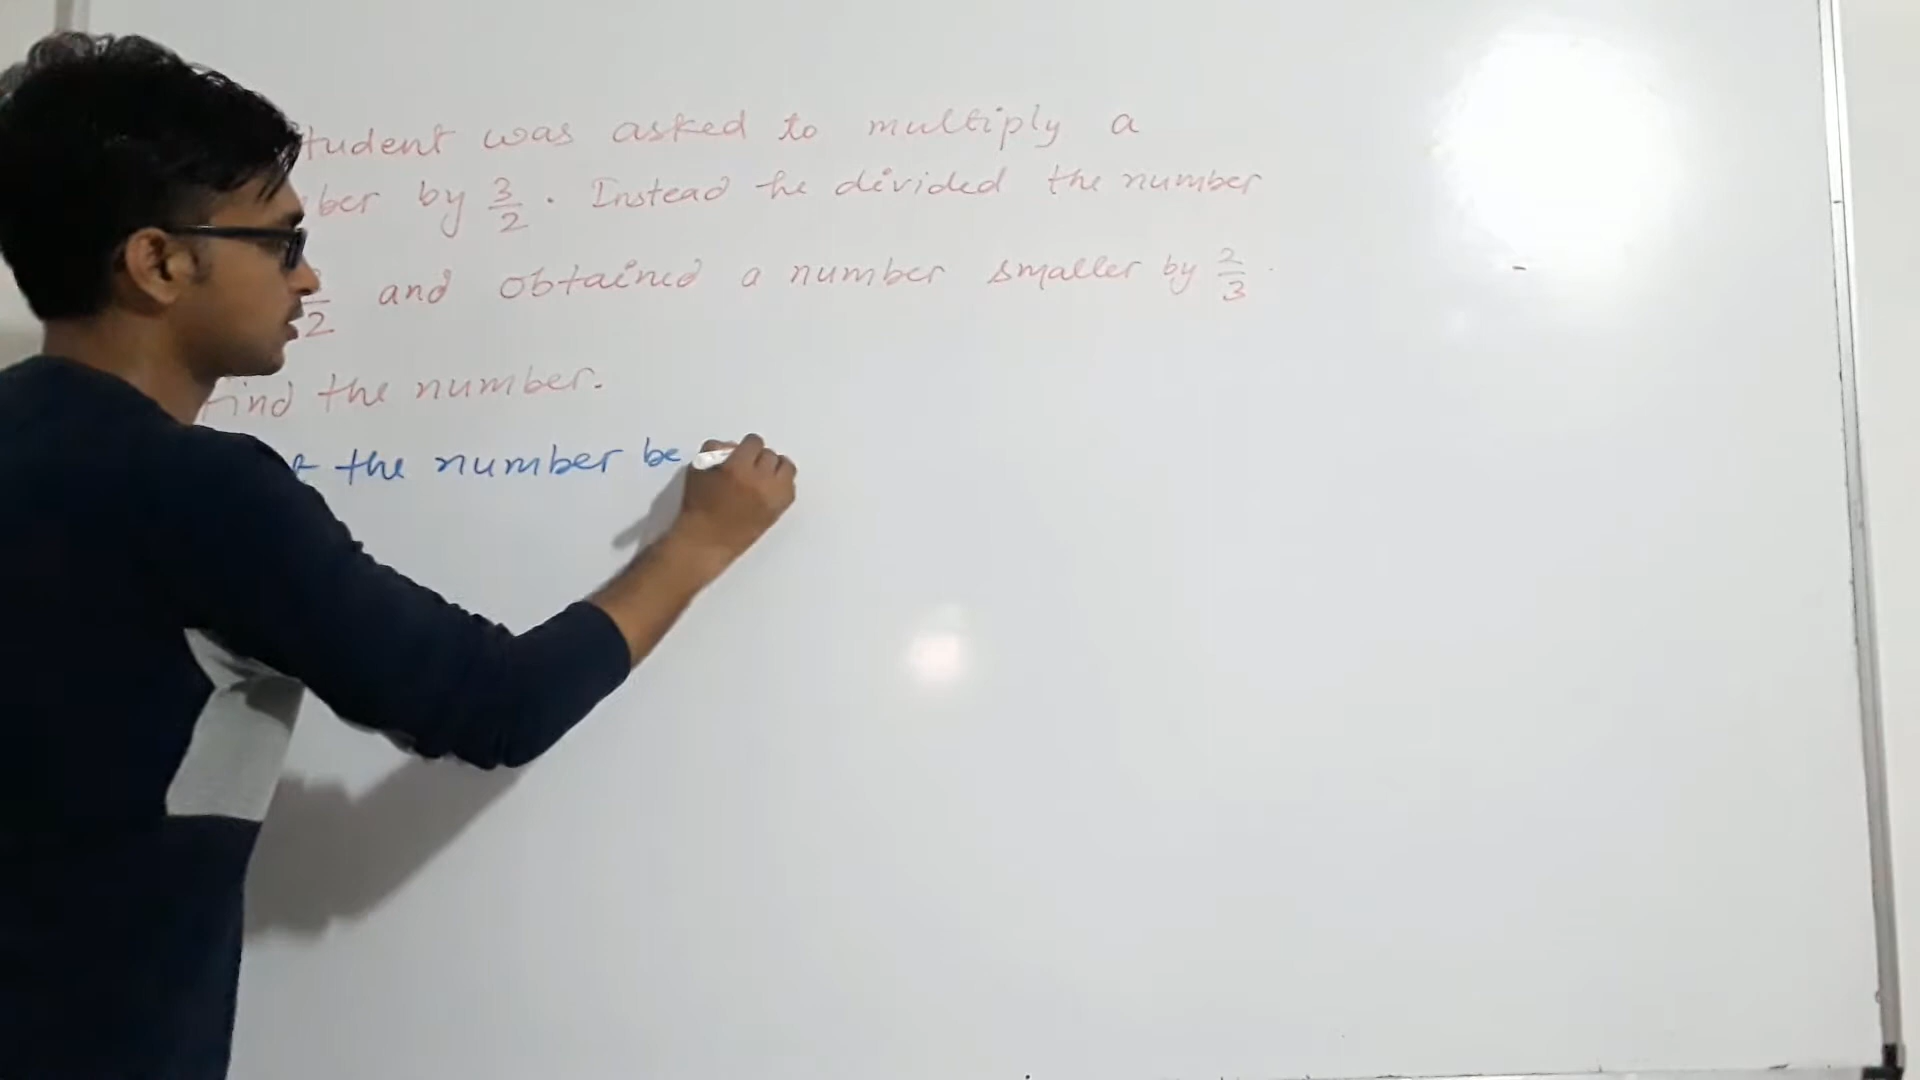 tudent was asked to multiply a
ber by 3/2. Instead he divided the number
2 and obtained a number smaller by 2/3.
find the number.
the number be